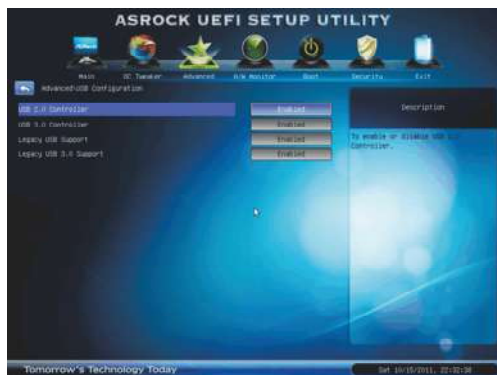 ASROCK UEFI SETUP UTILITY
Main OC Tweaker Advanced H/W Monitor Boot Security Exit
Advanced\USB Configuration
USB 2.0 Controller Enabled
USB 3.0 Controller Enabled
Legacy USB Support Enabled
Legacy USB 3.0 Support Enabled
Description
To enable or disable USB 2.0
Controller.
Tomorrow's Technology Today
Sat 10/15/2011, 22:32:38